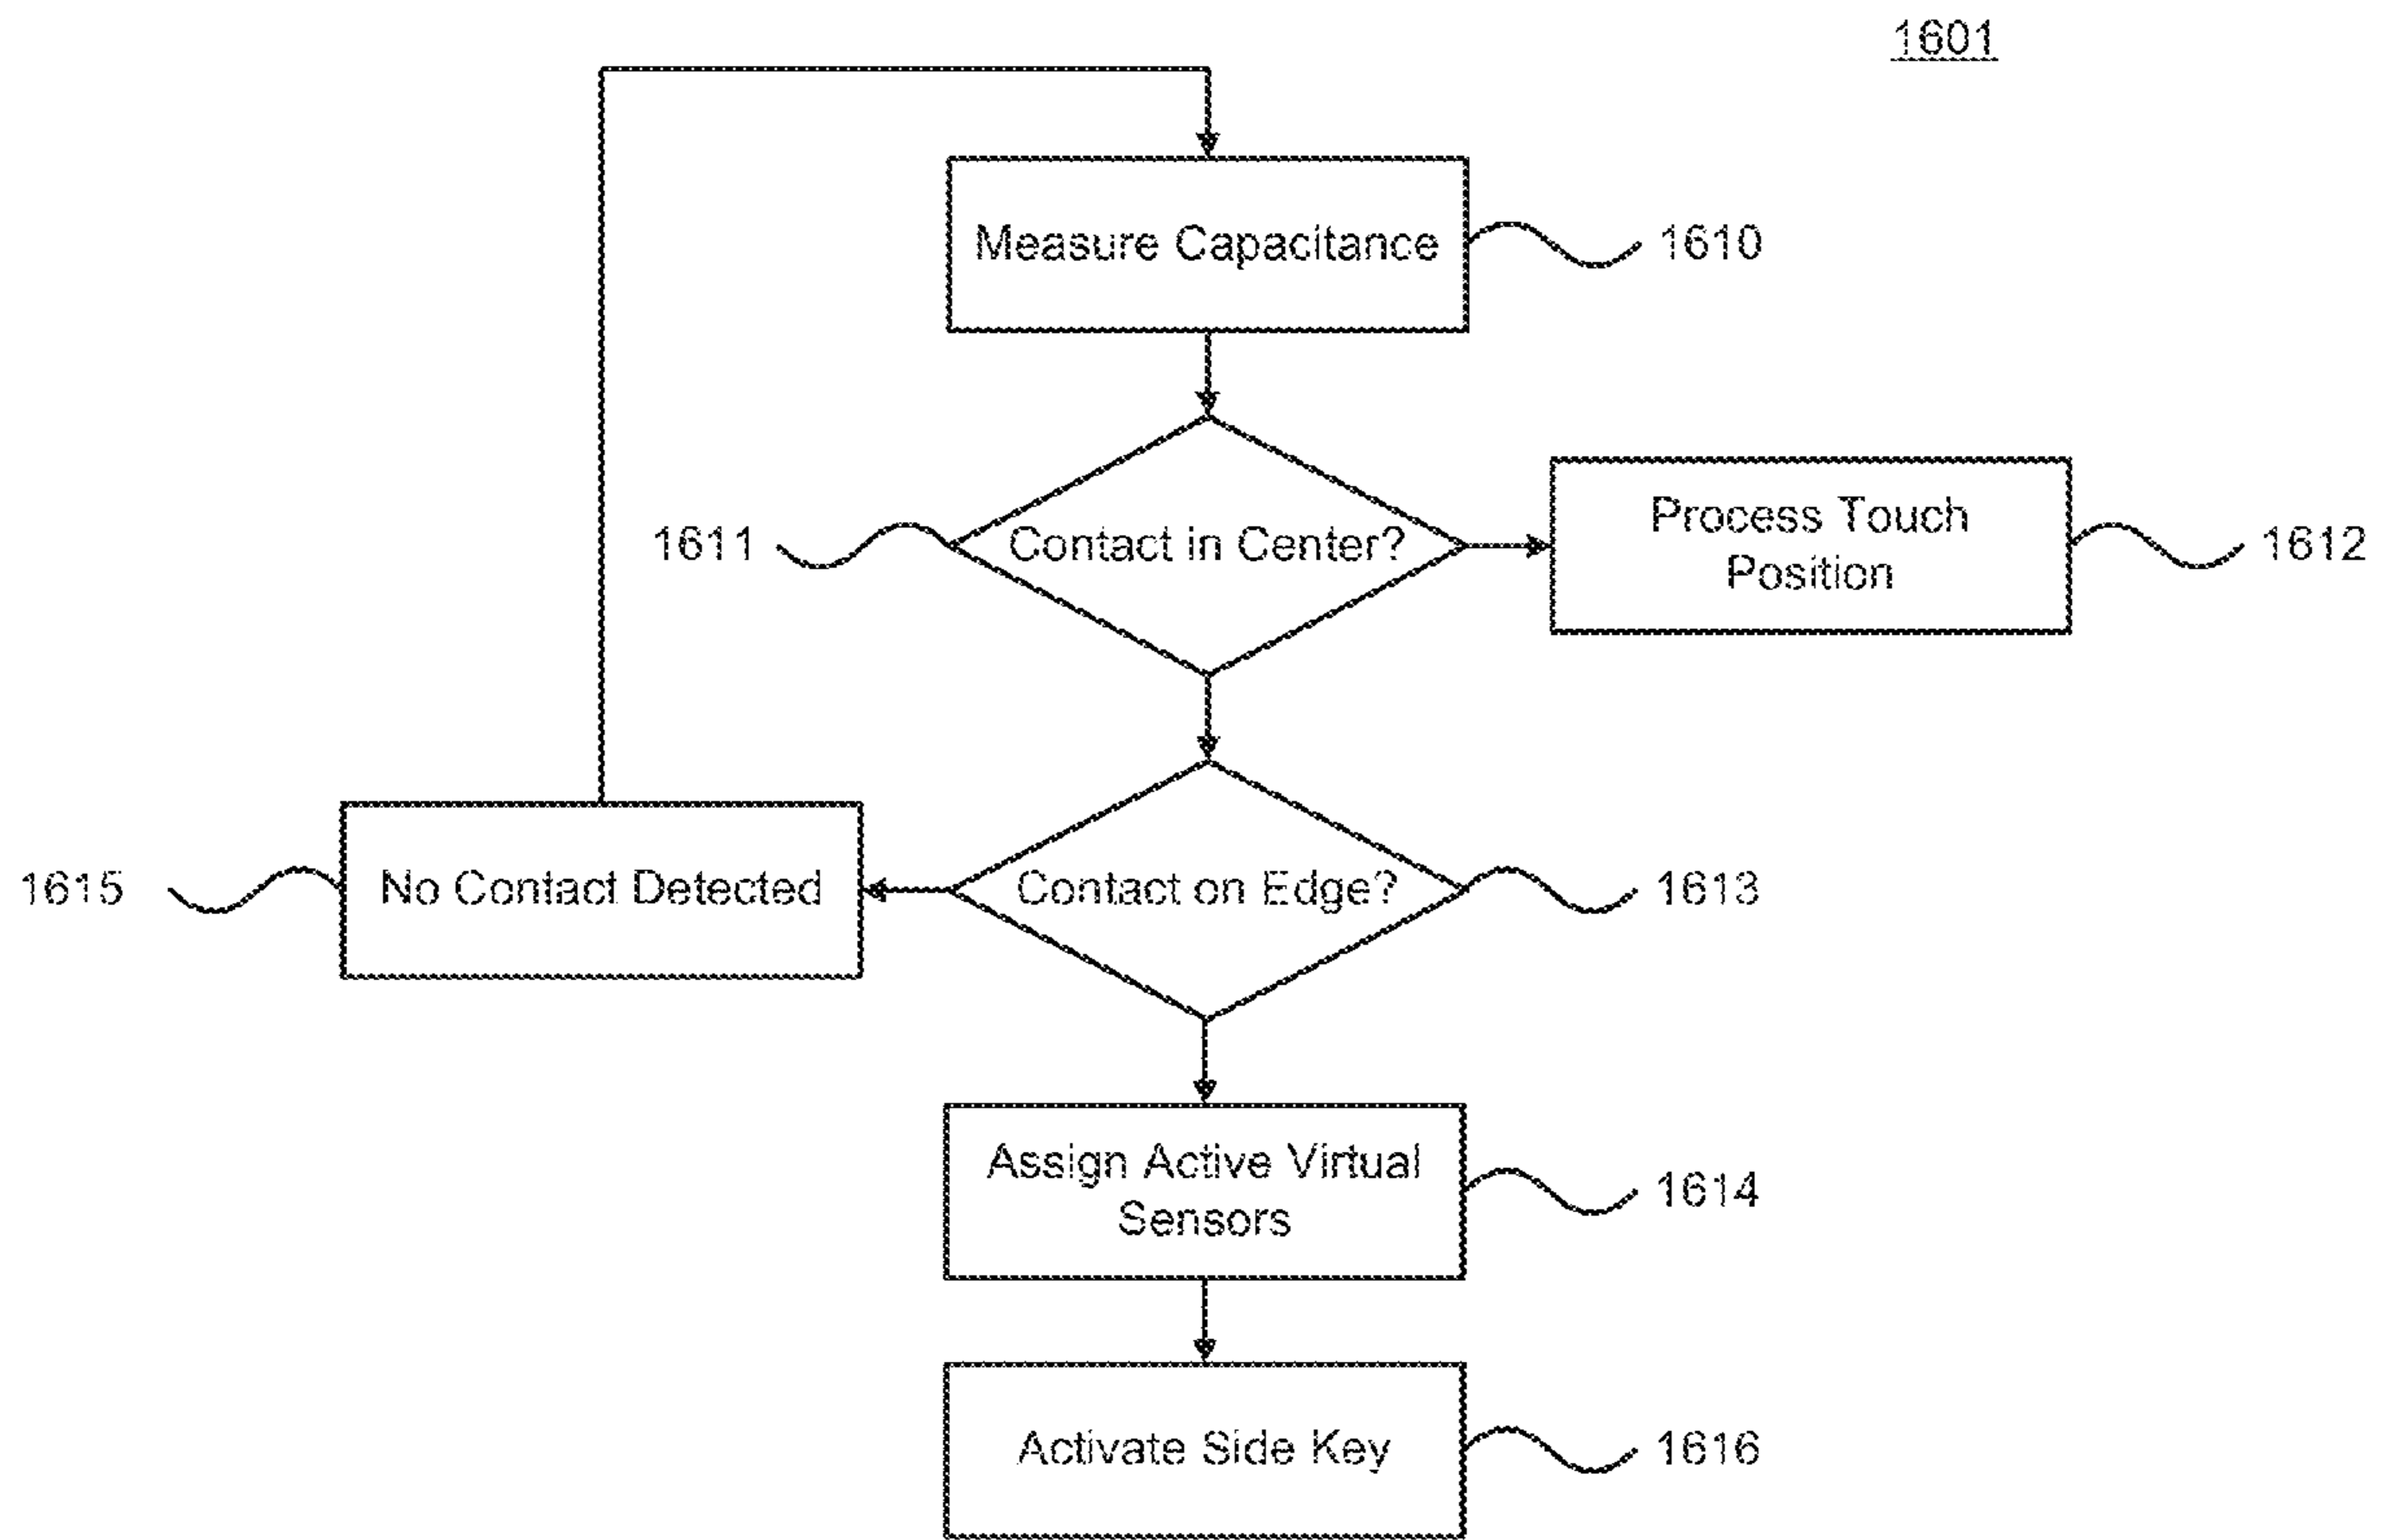 1601
Measure Capacitance
1610
1611
Contact in Center?
Process Touch
Position
1612
1615
No Contact Detected
Contact on Edge?
1613
Assign Active Virtual
Sensors
1614
Activate Side Key
1616